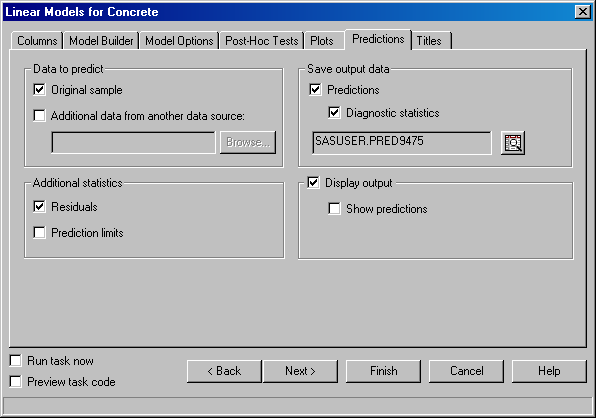 Linear Models for Concrete
Columns Model Builder Model Options Post-Hoc Tests Plots Predictions Titles
Data to predict
Original sample
Additional data from another data source:
Browse...
Save output data
Predictions
Diagnostic statistics
SASUSER.PRED9475
Additional statistics
Residuals
Prediction limits
Display output
Show predictions
Run task now
Preview task code
< Back Next > Finish Cancel Help